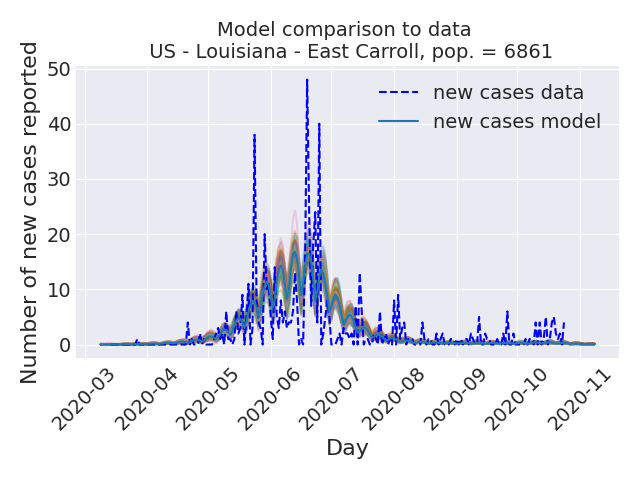 Model comparison to data
US - Louisiana - East Carroll, pop. = 6861
Number of new cases reported
50
40
30
20
10
0
new cases data
new cases model
2020-03
2020-04
2020-05
2020-06
2020-07
2020-08
2020-09
2020-10
2020-11
Day